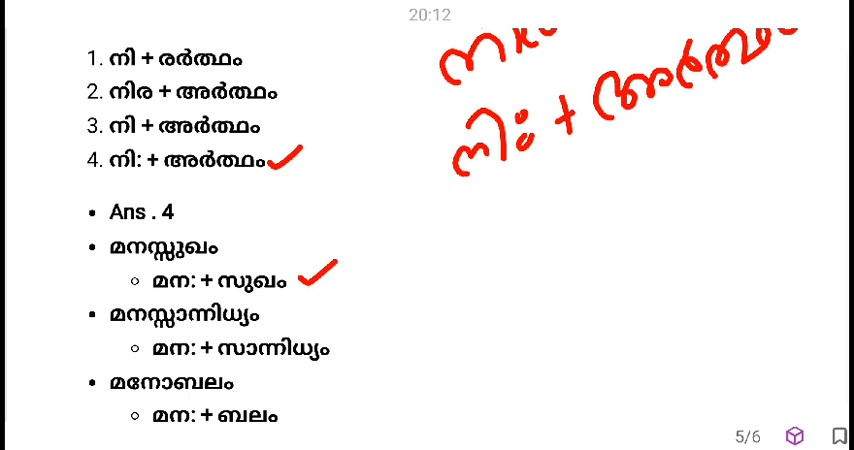 20:12
1. നി + രർത്ഥം
2. നിര + അർത്ഥം
3. നി + അർത്ഥം
4. നി: + അർത്ഥം
നി: + അർത്ഥം
• Ans . 4
• മനസ്സുഖം
○ മന: + സുഖം
• മനസ്സാന്നിധ്യം
○ മന: + സാന്നിധ്യം
• മനോബലം
○ മന: + ബലം
5/6